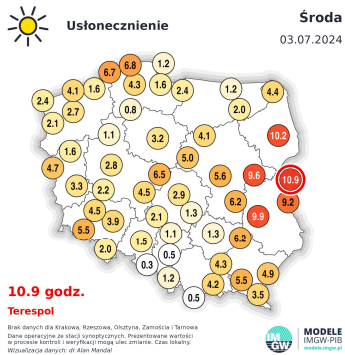 Usłonecznienie
Środa
03.07.2024
6.7 6.8 1.2
2.4 4.1 1.6 4.3 1.6 2.4 1.2 4.4
2.1 2.7 0.8 2.0
1.1 3.2 4.1 10.2
4.7 1.6 2.8 6.5 5.0 5.6 9.6 10.9
3.3 2.2 4.5 2.9 6.2 9.2
5.5 4.5 3.9 2.1 1.3 9.9
2.0 1.5 1.1 1.3 6.2
0.3 0.5 4.3
1.2 0.5 4.2 5.5 4.9 3.5
10.9 godz.
Terespol
Brak danych dla Krakowa, Rzeszowa, Olsztyna, Zamościa i Tarnowa
Dane operacyjne ze stacji synoptycznych. Prezentowane wartości
w procesie kontroli i weryfikacji mogą ulec zmianie. Czas lokalny.
Wizualizacja danych: dr Alan Mandal
IM
GW
MODELE
IMGW-PIB
modele.imgw.pl